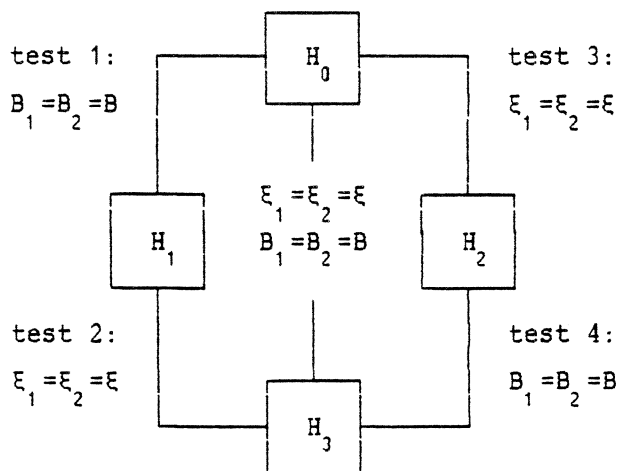 test 1:
B₁=B₂=B
H₀
test 3:
ξ₁=ξ₂=ξ
ξ₁=ξ₂=ξ
B₁=B₂=B
H₁
H₂
test 2:
ξ₁=ξ₂=ξ
test 4:
B₁=B₂=B
H₃